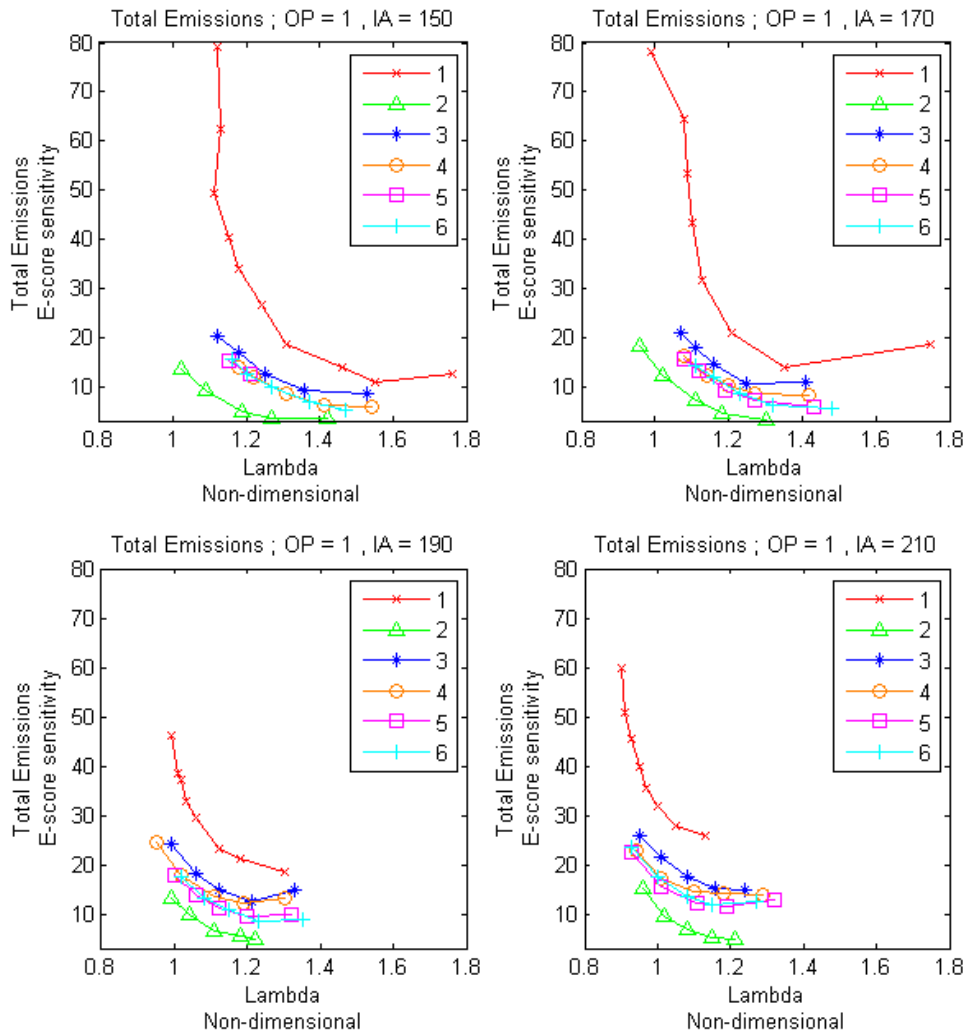 Total Emissions ; OP = 1 , IA = 150
80
70
60
50
40
30
20
10
Total Emissions
E-score sensitivity
1
2
3
4
5
6
0.8 1 1.2 1.4 1.6 1.8
Lambda
Non-dimensional
Total Emissions ; OP = 1 , IA = 170
80
70
60
50
40
30
20
10
Total Emissions
E-score sensitivity
1
2
3
4
5
6
0.8 1 1.2 1.4 1.6 1.8
Lambda
Non-dimensional
Total Emissions ; OP = 1 , IA = 190
80
70
60
50
40
30
20
10
Total Emissions
E-score sensitivity
1
2
3
4
5
6
0.8 1 1.2 1.4 1.6 1.8
Lambda
Non-dimensional
Total Emissions ; OP = 1 , IA = 210
80
70
60
50
40
30
20
10
Total Emissions
E-score sensitivity
1
2
3
4
5
6
0.8 1 1.2 1.4 1.6 1.8
Lambda
Non-dimensional